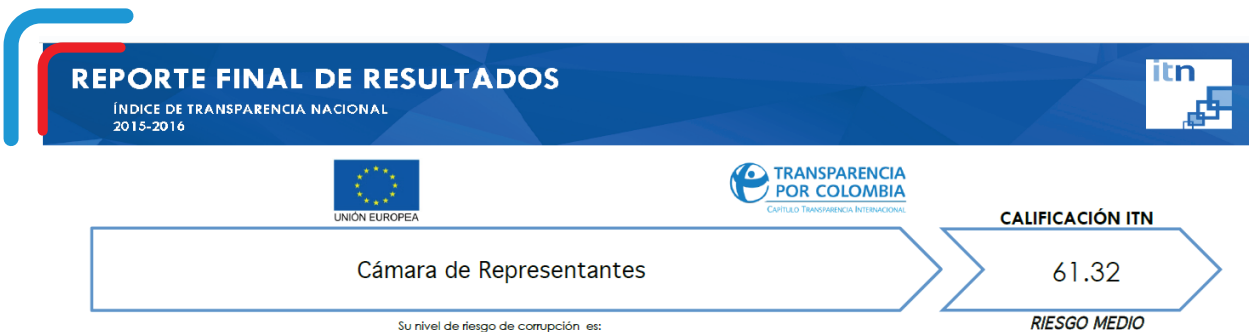 REPORTE FINAL DE RESULTADOS
ÍNDICE DE TRANSPARENCIA NACIONAL
2015-2016
itn
UNIÓN EUROPEA
TRANSPARENCIA
POR COLOMBIA
CAPÍTULO TRANSPARENCIA INTERNACIONAL
CALIFICACIÓN ITN
Cámara de Representantes
61.32
Su nivel de riesgo de corrupción es:
RIESGO MEDIO